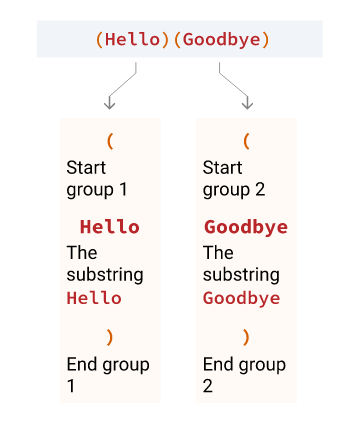 (Hello)(Goodbye)
(
Start
group 1
Hello
The
substring
Hello
)
End group
1
(
Start
group 2
Goodbye
The
substring
Goodbye
)
End group
2